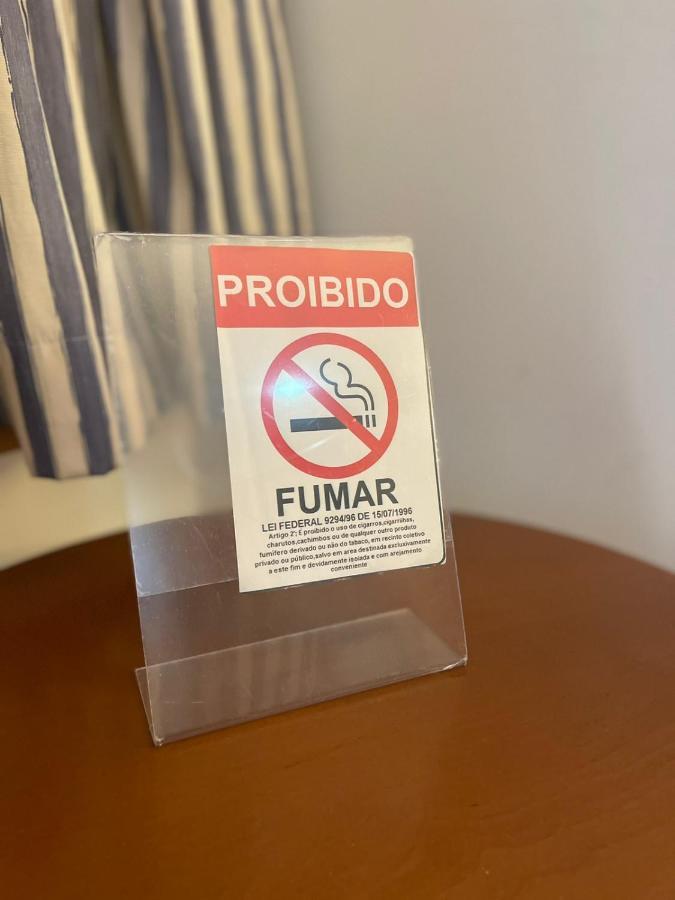 PROIBIDO
FUMAR
LEI FEDERAL 9294/96 DE 15/07/1996
Artigo 2°; É proibido o uso de cigarros,cigarrilhas,
charutos,cachimbos ou de qualquer outro produto
fumífero derivado ou não do tabaco, em recinto coletivo
privado ou público,salvo em area destinada exclusivamente
a este fim e devidamente isolada e com arejamento
conveniente